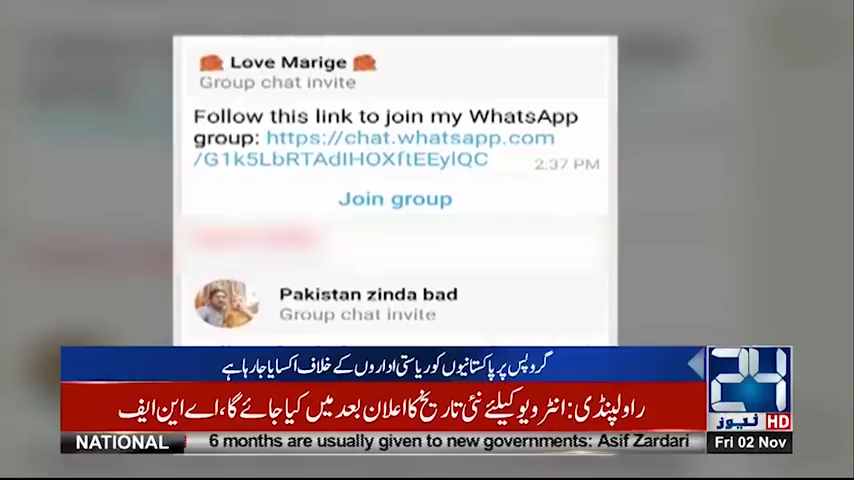 Love Marige
Group chat invite
Follow this link to join my WhatsApp
group: https://chat.whatsapp.com
/G1k5LbRTAdIHOXftEEylQC
2:37 PM
Join group
Pakistan zinda bad
Group chat invite
گروپس پر پاکستانیوں کو ریاستی اداروں کے خلاف اکسایا جا رہا ہے
راولپنڈی: انٹرویو کیلئے نئی تاریخ کا اعلان بعد میں کیا جائے گا، اے این ایف
24
نیوز HD
NATIONAL
6 months are usually given to new governments: Asif Zardari
Fri 02 Nov